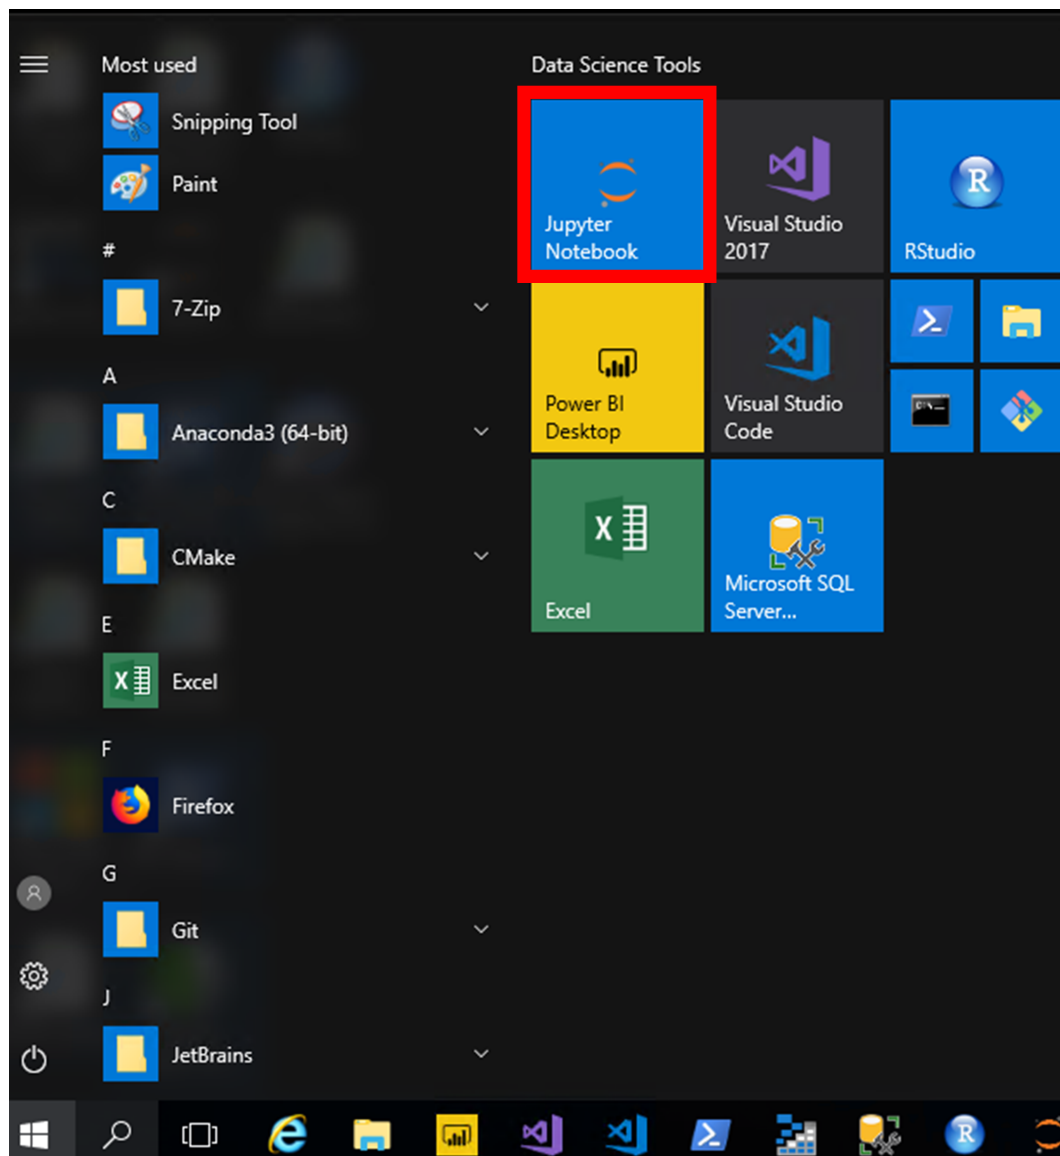 Most used
Snipping Tool
Paint
#
7-Zip
A
Anaconda3 (64-bit)
C
CMake
E
Excel
F
Firefox
G
Git
J
JetBrains
Data Science Tools
Jupyter
Notebook
Visual Studio
2017
RStudio
Power BI
Desktop
Visual Studio
Code
Excel
Microsoft SQL
Server...